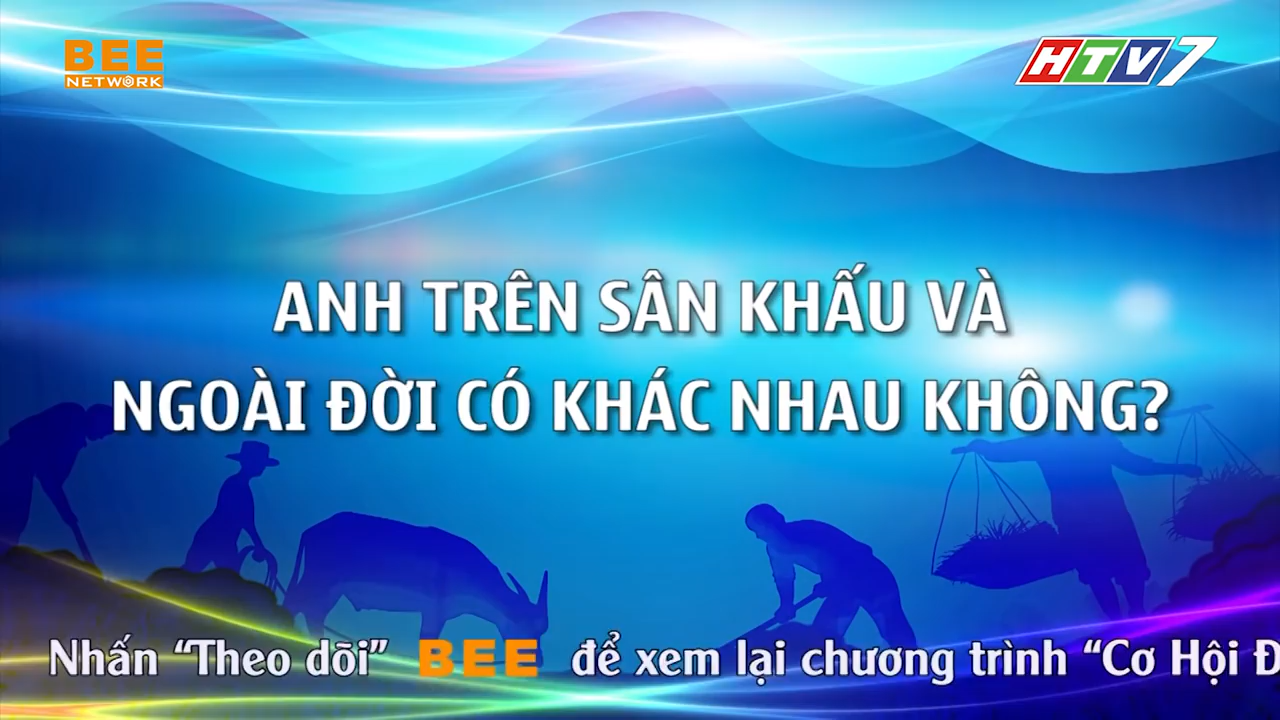 BEE
NETWORK
HTV7
ANH TRÊN SÂN KHẤU VÀ
NGOÀI ĐỜI CÓ KHÁC NHAU KHÔNG?
Nhấn “Theo dõi” BEE để xem lại chương trình “Cơ Hội Đ